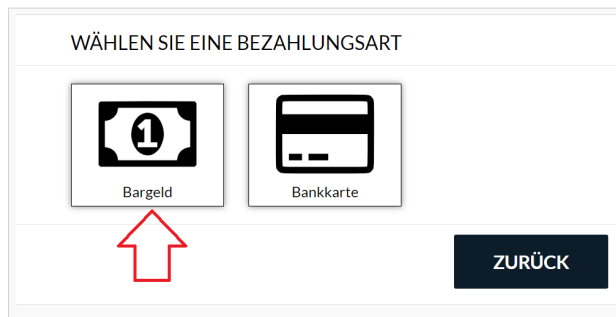 WÄHLEN SIE EINE BEZAHLUNGSART
1
Bargeld
Bankkarte
ZURÜCK